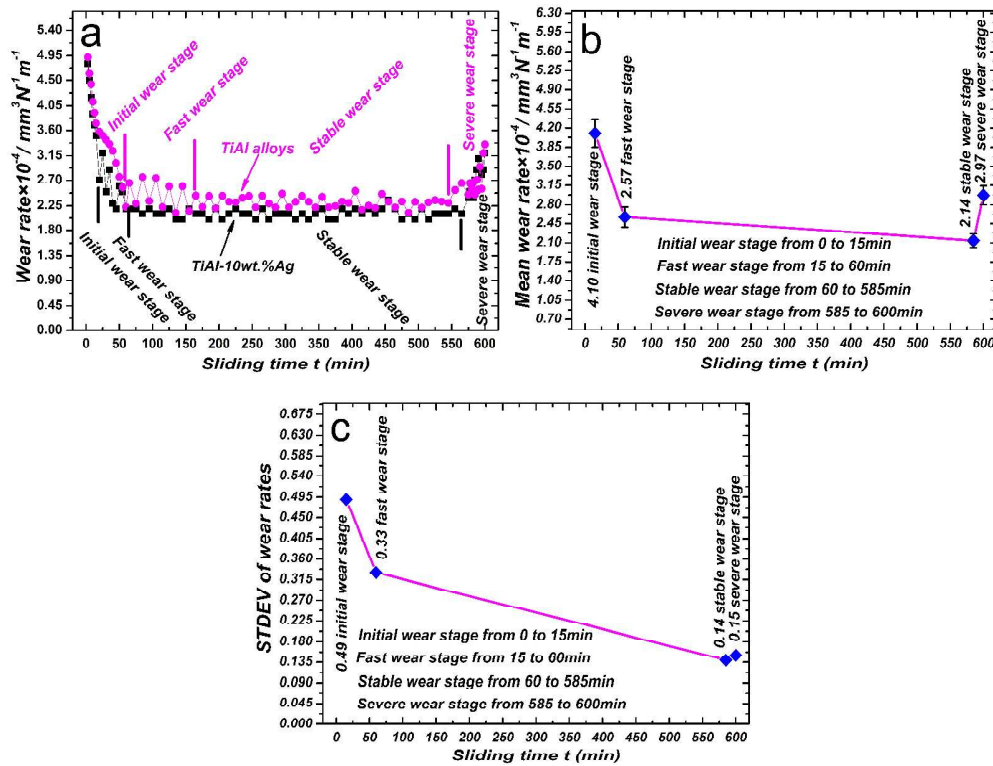 a
5.40
4.95
4.50
4.05
3.60
3.15
2.70
2.25
1.80
1.35
0.90
0.45
0.00
Wear rate×10⁻⁴/ mm³N⁻¹m⁻¹
Initial wear stage
Fast wear stage
Stable wear stage
Severe wear stage
TiAl alloys
TiAl-10wt.%Ag
Initial wear stage
Fast wear stage
Stable wear stage
Severe wear stage
0 50 100 150 200 250 300 350 400 450 500 550 600
Sliding time t (min)
b
6.30
5.95
5.60
5.25
4.90
4.55
4.20
3.85
3.50
3.15
2.80
2.45
2.10
1.75
1.40
1.05
0.70
Mean wear rate×10⁻⁴/ mm³N⁻¹m⁻¹
4.10 initial wear stage
2.57 fast wear stage
2.14 stable wear stage
2.97 severe wear stage
Initial wear stage from 0 to 15min
Fast wear stage from 15 to 60min
Stable wear stage from 60 to 585min
Severe wear stage from 585 to 600min
0 50 100 150 200 250 300 350 400 450 500 550 600
Sliding time t (min)
c
0.675
0.630
0.585
0.540
0.495
0.450
0.405
0.360
0.315
0.270
0.225
0.180
0.135
0.090
0.045
0.000
STDEV of wear rates
0.49 initial wear stage
0.33 fast wear stage
0.14 stable wear stage
0.15 severe wear stage
Initial wear stage from 0 to 15min
Fast wear stage from 15 to 60min
Stable wear stage from 60 to 585min
Severe wear stage from 585 to 600min
0 50 100 150 200 250 300 350 400 450 500 550 600
Sliding time t (min)